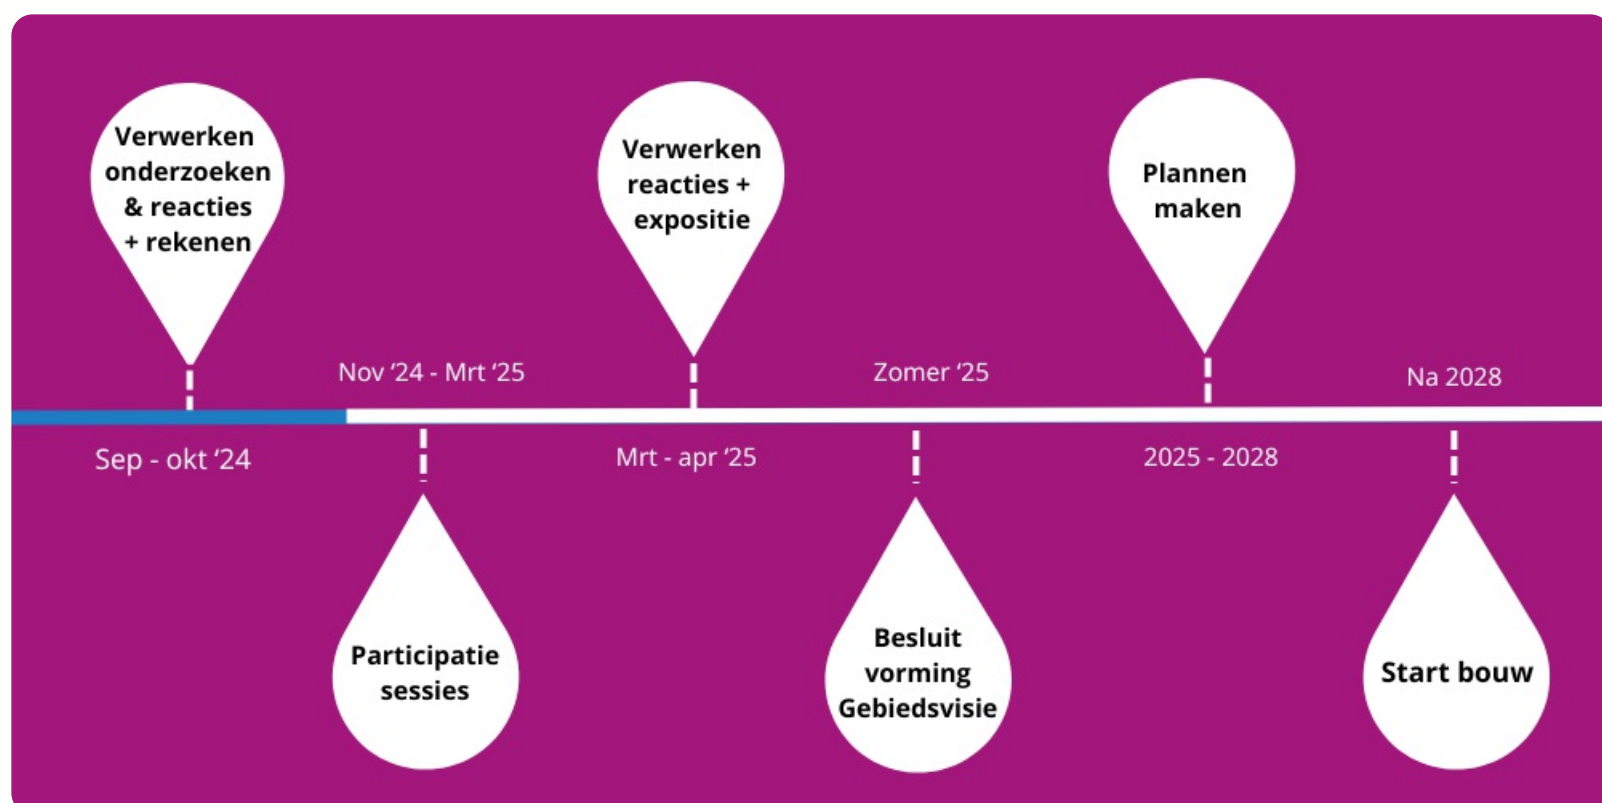 Verwerken
onderzoeken
& reacties
+ rekenen
Sep - okt ‘24
Nov ‘24 - Mrt ‘25
Participatie
sessies
Verwerken
reacties +
expositie
Mrt - apr ‘25
Zomer ‘25
Besluit
vorming
Gebiedsvisie
Plannen
maken
2025 - 2028
Na 2028
Start bouw